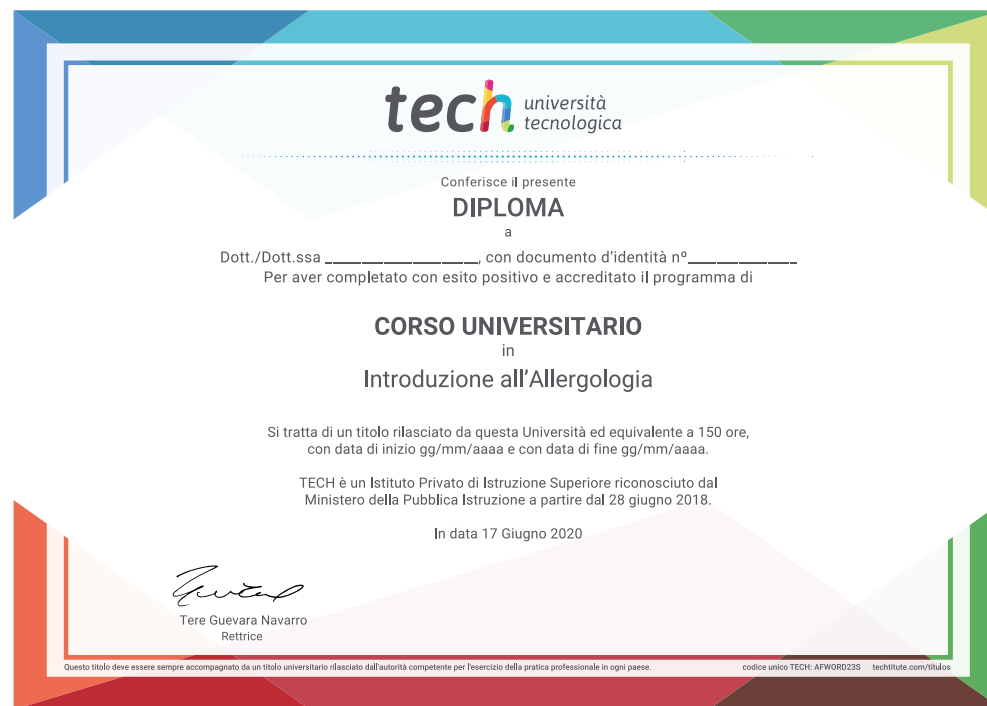 tech università
tecnologica
Conferisce il presente
DIPLOMA
a
Dott./Dott.ssa ____________________, con documento d'identità nº______________
Per aver completato con esito positivo e accreditato il programma di
CORSO UNIVERSITARIO
in
Introduzione all'Allergologia
Si tratta di un titolo rilasciato da questa Università ed equivalente a 150 ore,
con data di inizio gg/mm/aaaa e con data di fine gg/mm/aaaa.
TECH è un Istituto Privato di Istruzione Superiore riconosciuto dal
Ministero della Pubblica Istruzione a partire dal 28 giugno 2018.
In data 17 Giugno 2020
Tere Guevara Navarro
Rettrice
Questo titolo deve essere sempre accompagnato da un titolo universitario rilasciato dall'autorità competente per l'esercizio della pratica professionale in ogni paese.
codice unico TECH: AFWORD23S techtitute.com/títulos